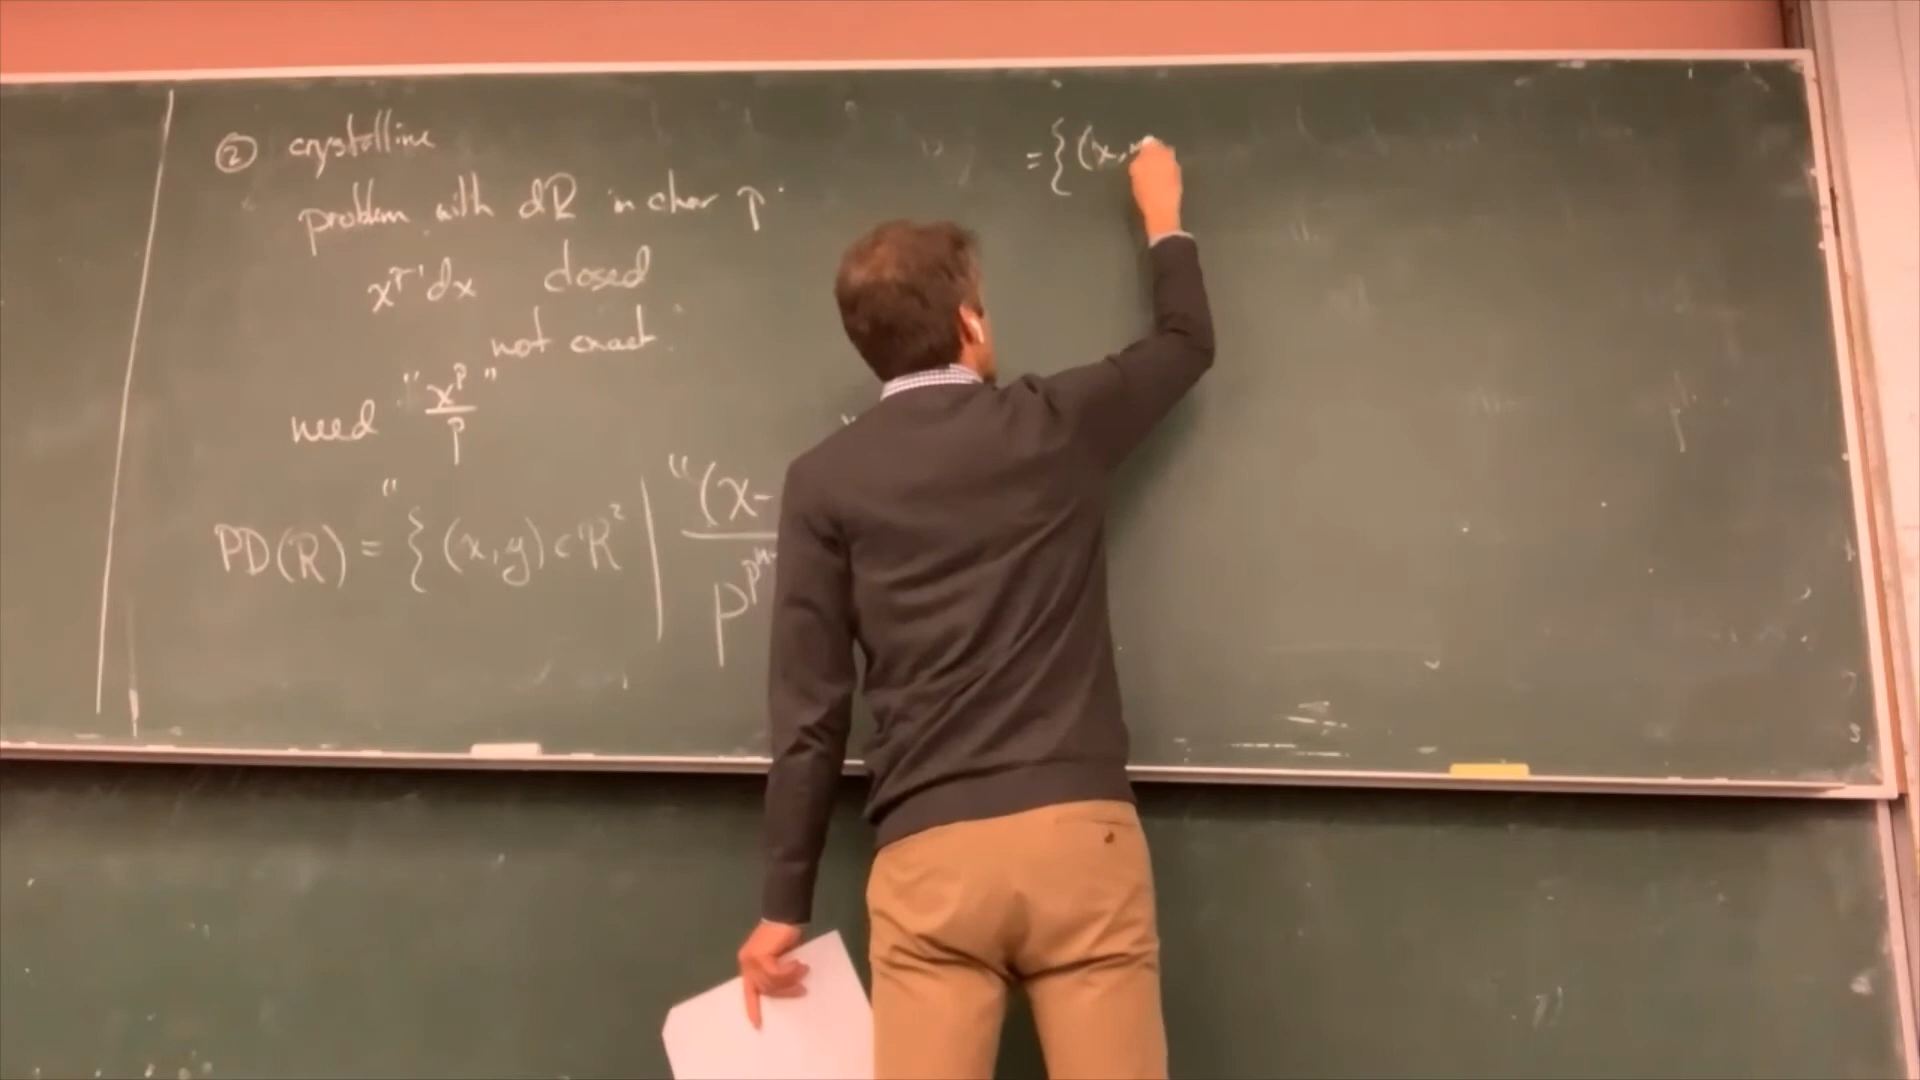 ② crystalline
problem with dR in char p.
x^{p-1}dx closed
not exact.
need "x^p/p"
PD(R) = "{(x,y) ∈ R² | "(x-
p^{p^{n-
= {(x,